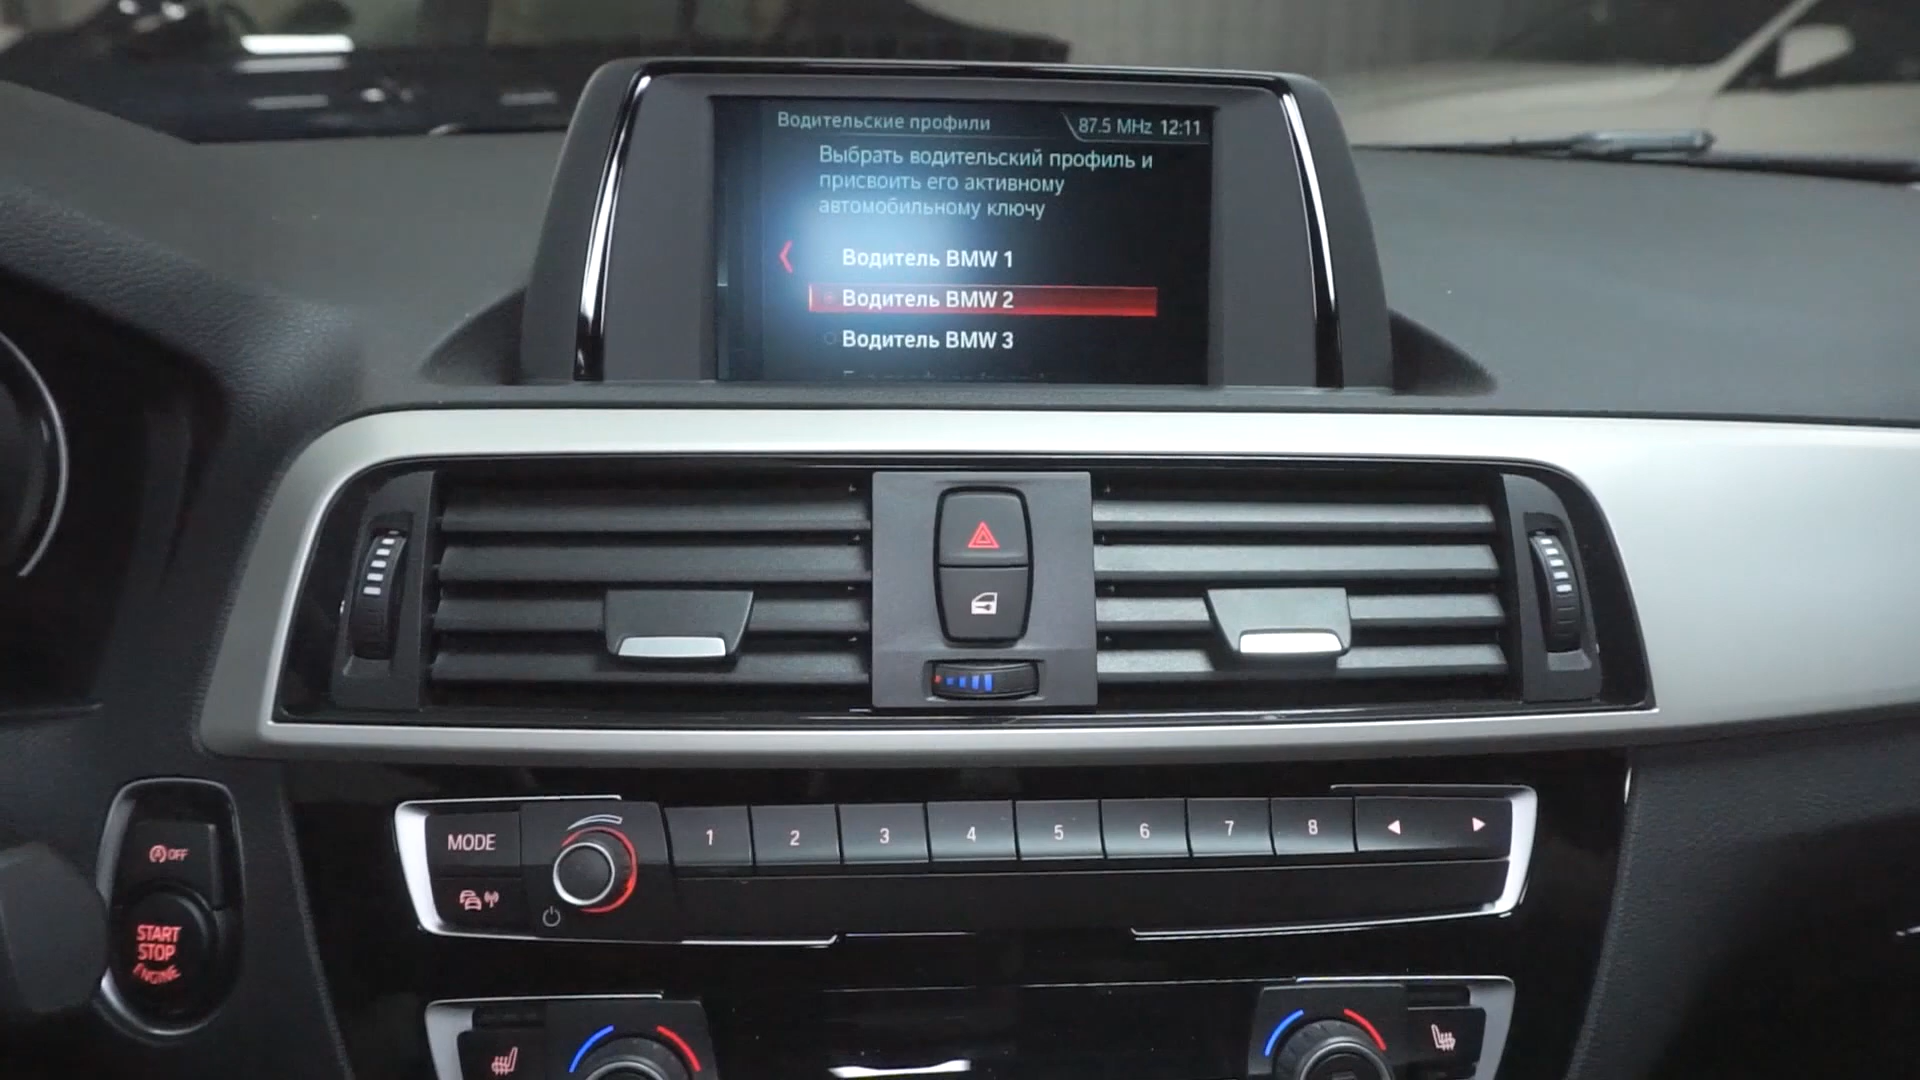 Водительские профили
87.5 MHz 12:11
Выбрать водительский профиль и
присвоить его активному
автомобильному ключу
Водитель BMW 1
Водитель BMW 2
Водитель BMW 3
MODE
1 2 3 4 5 6 7 8
OFF
START
STOP
ENGINE